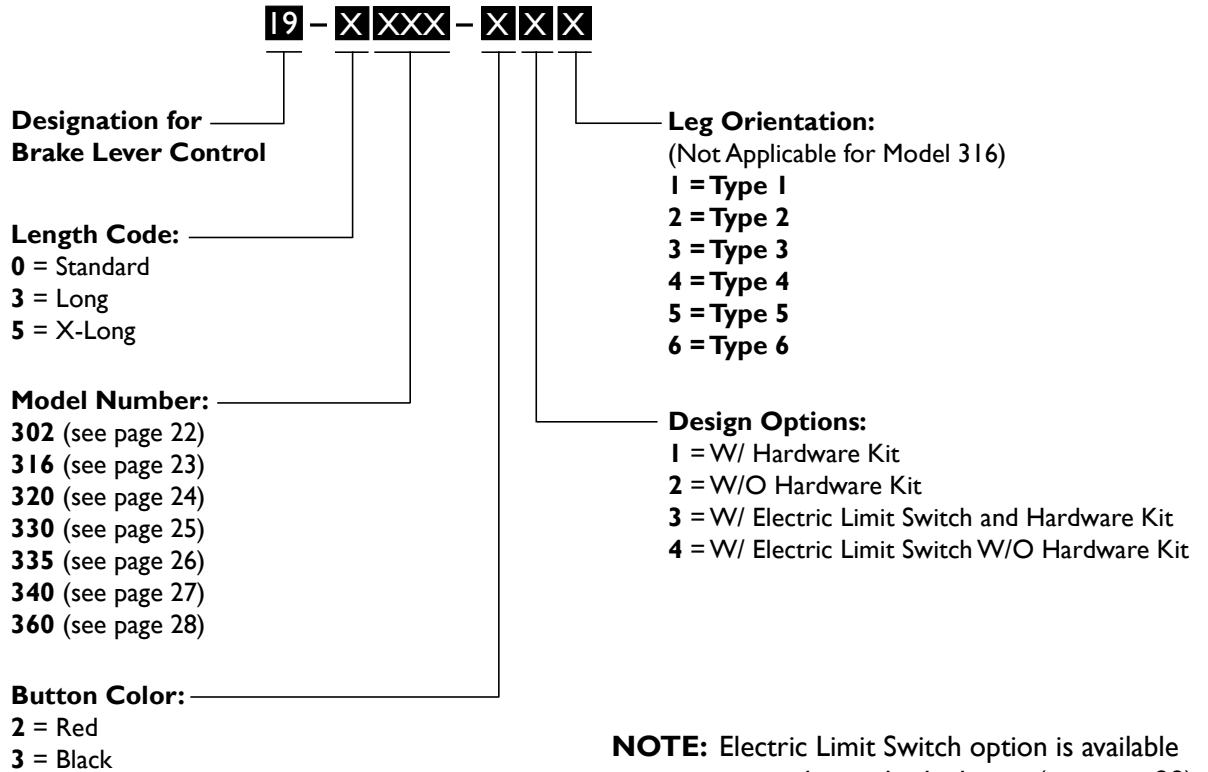 19 – X XXX – X X X
Designation for
Brake Lever Control
Length Code:
0 = Standard
3 = Long
5 = X-Long
Model Number:
302 (see page 22)
316 (see page 23)
320 (see page 24)
330 (see page 25)
335 (see page 26)
340 (see page 27)
360 (see page 28)
Button Color:
2 = Red
3 = Black
Leg Orientation:
(Not Applicable for Model 316)
1 = Type 1
2 = Type 2
3 = Type 3
4 = Type 4
5 = Type 5
6 = Type 6
Design Options:
1 = W/ Hardware Kit
2 = W/O Hardware Kit
3 = W/ Electric Limit Switch and Hardware Kit
4 = W/ Electric Limit Switch W/O Hardware Kit
NOTE: Electric Limit Switch option is available